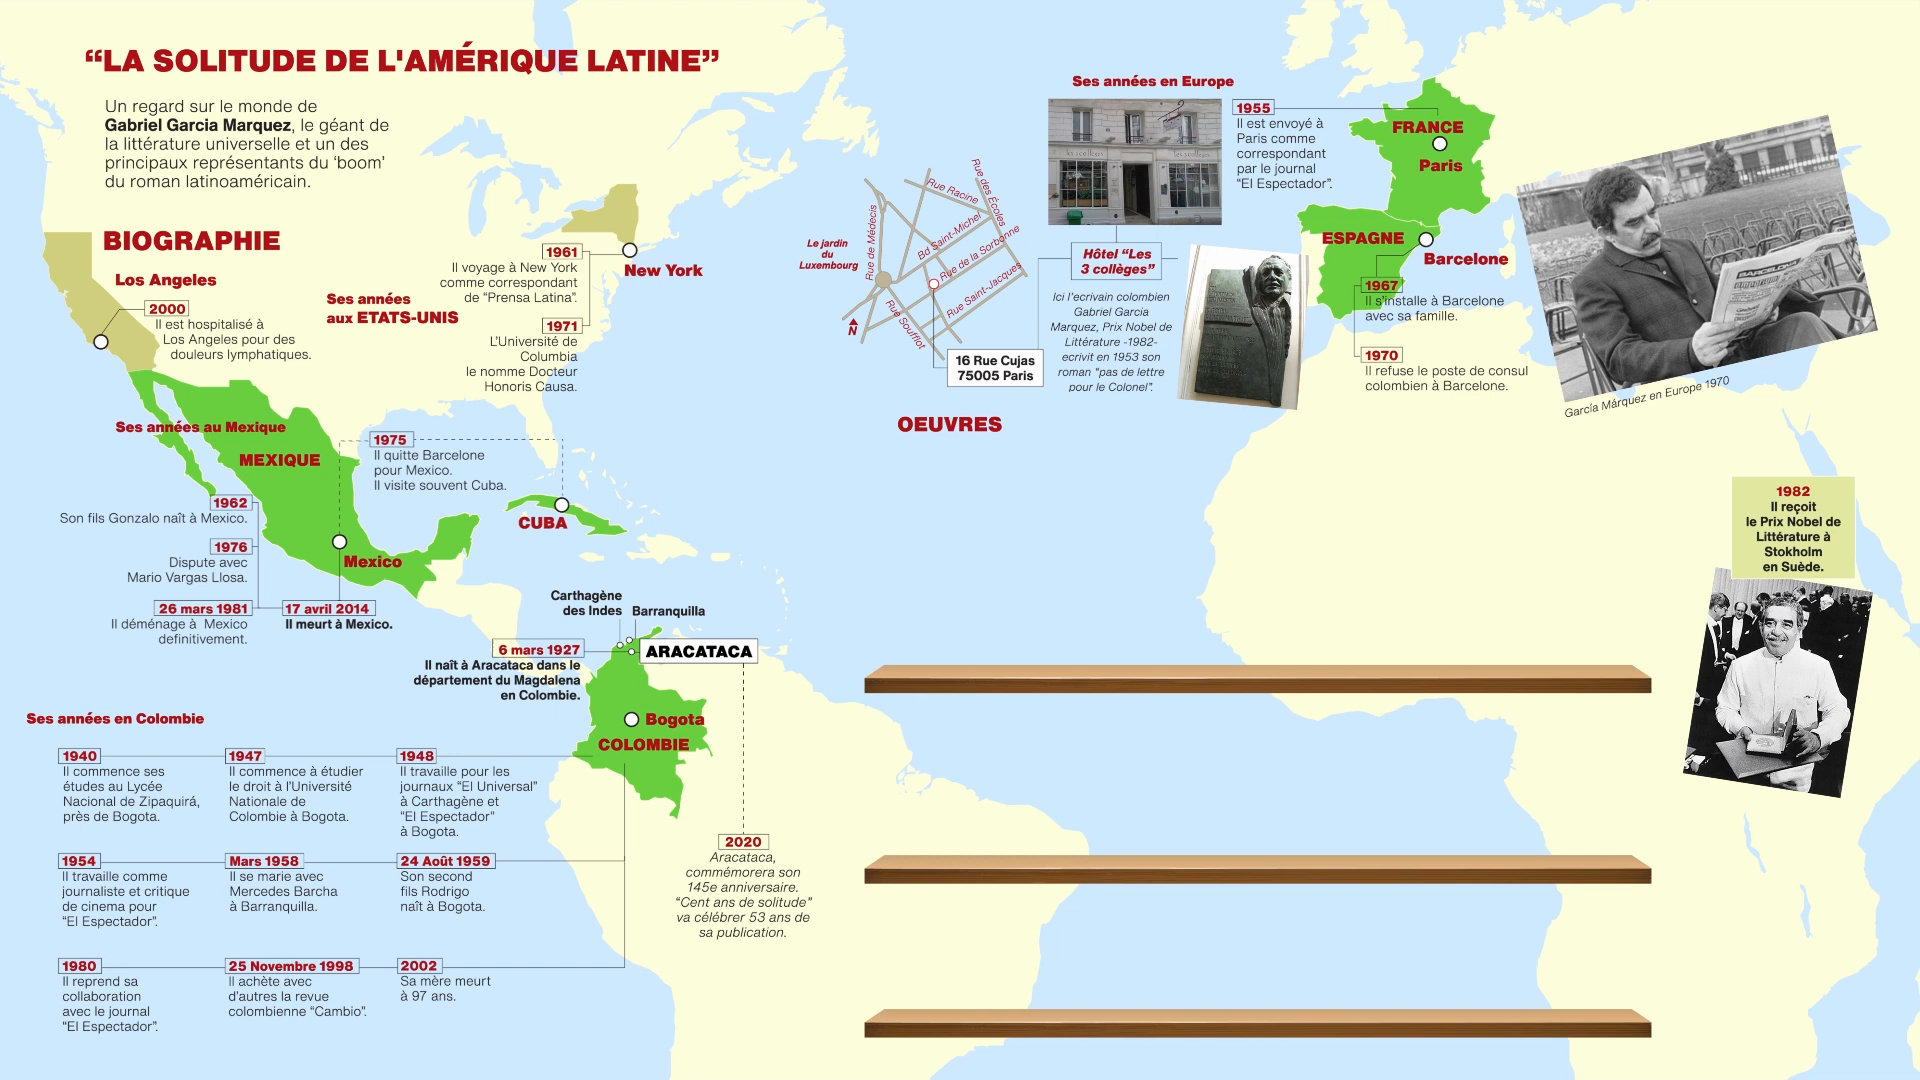 “LA SOLITUDE DE L'AMÉRIQUE LATINE”
Un regard sur le monde de
Gabriel Garcia Marquez, le géant de
la littérature universelle et un des
principaux représentants du ‘boom’
du roman latinoaméricain.
BIOGRAPHIE
Los Angeles
2000
Il est hospitalisé à
Los Angeles pour des
douleurs lymphatiques.
Ses années
aux ETATS-UNIS
1961
Il voyage à New York
comme correspondant
de “Prensa Latina”.
New York
1971
L’Université de
Columbia
le nomme Docteur
Honoris Causa.
Ses années au Mexique
MEXIQUE
1975
Il quitte Barcelone
pour Mexico.
Il visite souvent Cuba.
CUBA
1962
Son fils Gonzalo naît à Mexico.
1976
Dispute avec
Mario Vargas Llosa.
Mexico
26 mars 1981
Il déménage à Mexico
definitivement.
17 avril 2014
Il meurt à Mexico.
Carthagène
des Indes
Barranquilla
6 mars 1927
Il naît à Aracataca dans le
département du Magdalena
en Colombie.
ARACATACA
Bogota
COLOMBIE
Ses années en Colombie
1940
Il commence ses
études au Lycée
Nacional de Zipaquirá,
près de Bogota.
1947
Il commence à étudier
le droit à l’Université
Nationale de
Colombie à Bogota.
1948
Il travaille pour les
journaux “El Universal”
à Carthagène et
"El Espectador"
à Bogota.
1954
Il travaille comme
journaliste et critique
de cinema pour
“El Espectador”.
Mars 1958
Il se marie avec
Mercedes Barcha
à Barranquilla.
24 Août 1959
Son second
fils Rodrigo
naît à Bogota.
1980
Il reprend sa
collaboration
avec le journal
“El Espectador”.
25 Novembre 1998
Il achète avec
d’autres la revue
colombienne “Cambio”.
2002
Sa mère meurt
à 97 ans.
2020
Aracataca,
commémorera son
145e anniversaire.
“Cent ans de solitude”
va célébrer 53 ans de
sa publication.
Ses années en Europe
1955
Il est envoyé à
Paris comme
correspondant
par le journal
“El Espectador”.
FRANCE
Paris
Le jardin
du
Luxembourg
Rue de Médecis
Rue Racine
Rue des Écoles
Bd Saint-Michel
Rue de la Sorbonne
Rue Saint-Jacques
Rue Soufflot
N
16 Rue Cujas
75005 Paris
Hôtel “Les
3 collèges”
Ici l’ecrivain colombien
Gabriel Garcia
Marquez, Prix Nobel de
Littérature -1982-
ecrivit en 1953 son
roman “pas de lettre
pour le Colonel”.
ESPAGNE
Barcelone
1967
Il s’installe à Barcelone
avec sa famille.
1970
Il refuse le poste de consul
colombien à Barcelone.
BARCELONA
García Márquez en Europe 1970
OEUVRES
1982
Il reçoit
le Prix Nobel de
Littérature à
Stokholm
en Suède.